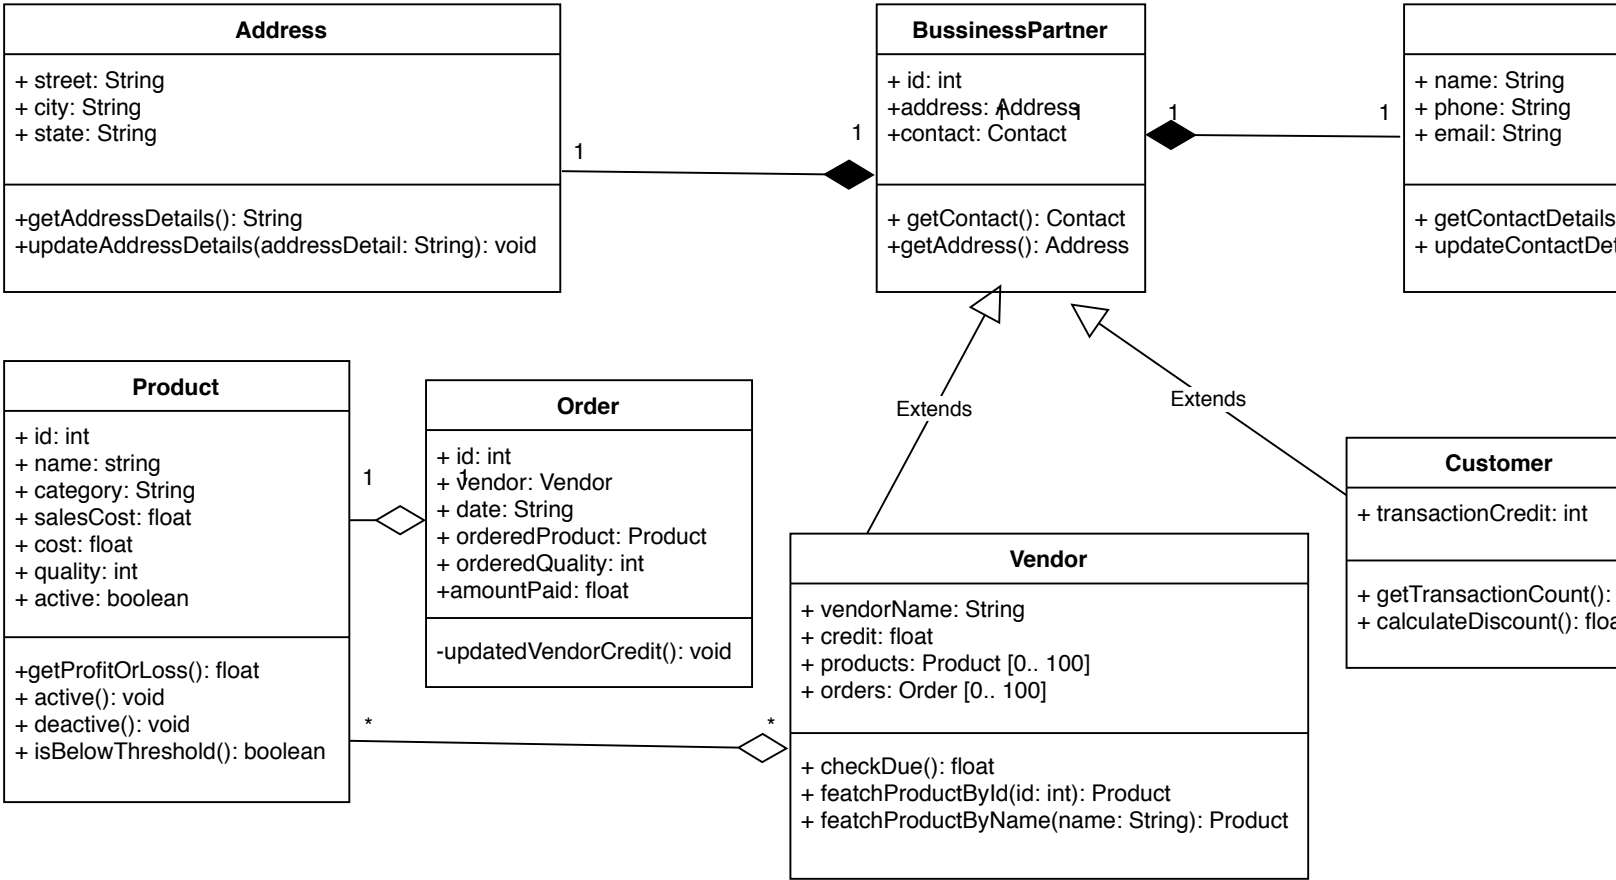 Address
+ street: String
+ city: String
+ state: String
+getAddressDetails(): String
+updateAddressDetails(addressDetail: String): void
1
1
BussinessPartner
+ id: int
+address: Address
1
1
+contact: Contact
+ getContact(): Contact
+getAddress(): Address
1
1
+ name: String
+ phone: String
+ email: String
+ getContactDetails
+ updateContactDet
Extends
Extends
Product
+ id: int
+ name: string
+ category: String
+ salesCost: float
+ cost: float
+ quality: int
+ active: boolean
+getProfitOrLoss(): float
+ active(): void
+ deactive(): void
+ isBelowThreshold(): boolean
1
1
Order
+ id: int
+ vendor: Vendor
+ date: String
+ orderedProduct: Product
+ orderedQuality: int
+amountPaid: float
-updatedVendorCredit(): void
*
*
Vendor
+ vendorName: String
+ credit: float
+ products: Product [0.. 100]
+ orders: Order [0.. 100]
+ checkDue(): float
+ featchProductById(id: int): Product
+ featchProductByName(name: String): Product
Customer
+ transactionCredit: int
+ getTransactionCount():
+ calculateDiscount(): floa